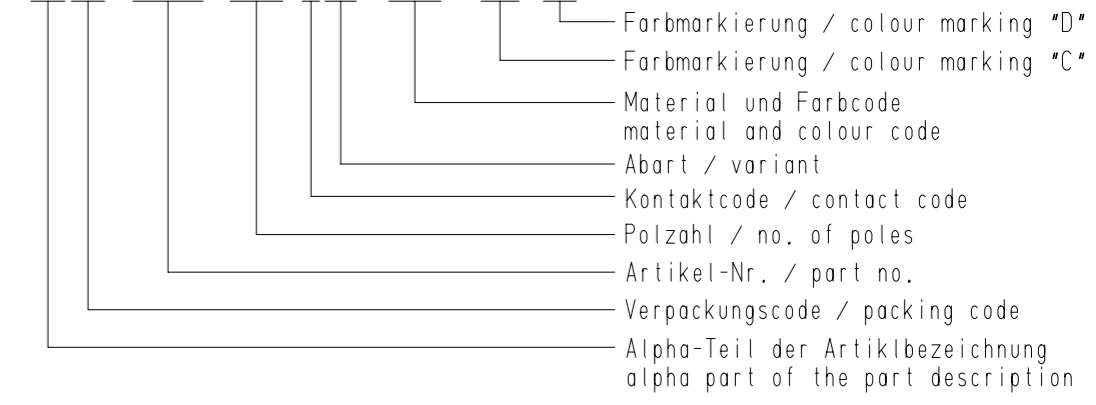 Farbmarkierung / colour marking "D"
Farbmarkierung / colour marking "C"
Material und Farbcode
material and colour code
Abart / variant
Kontaktcode / contact code
Polzahl / no. of poles
Artikel-Nr. / part no.
Verpackungscode / packing code
Alpha-Teil der Artiklbezeichnung
alpha part of the part description